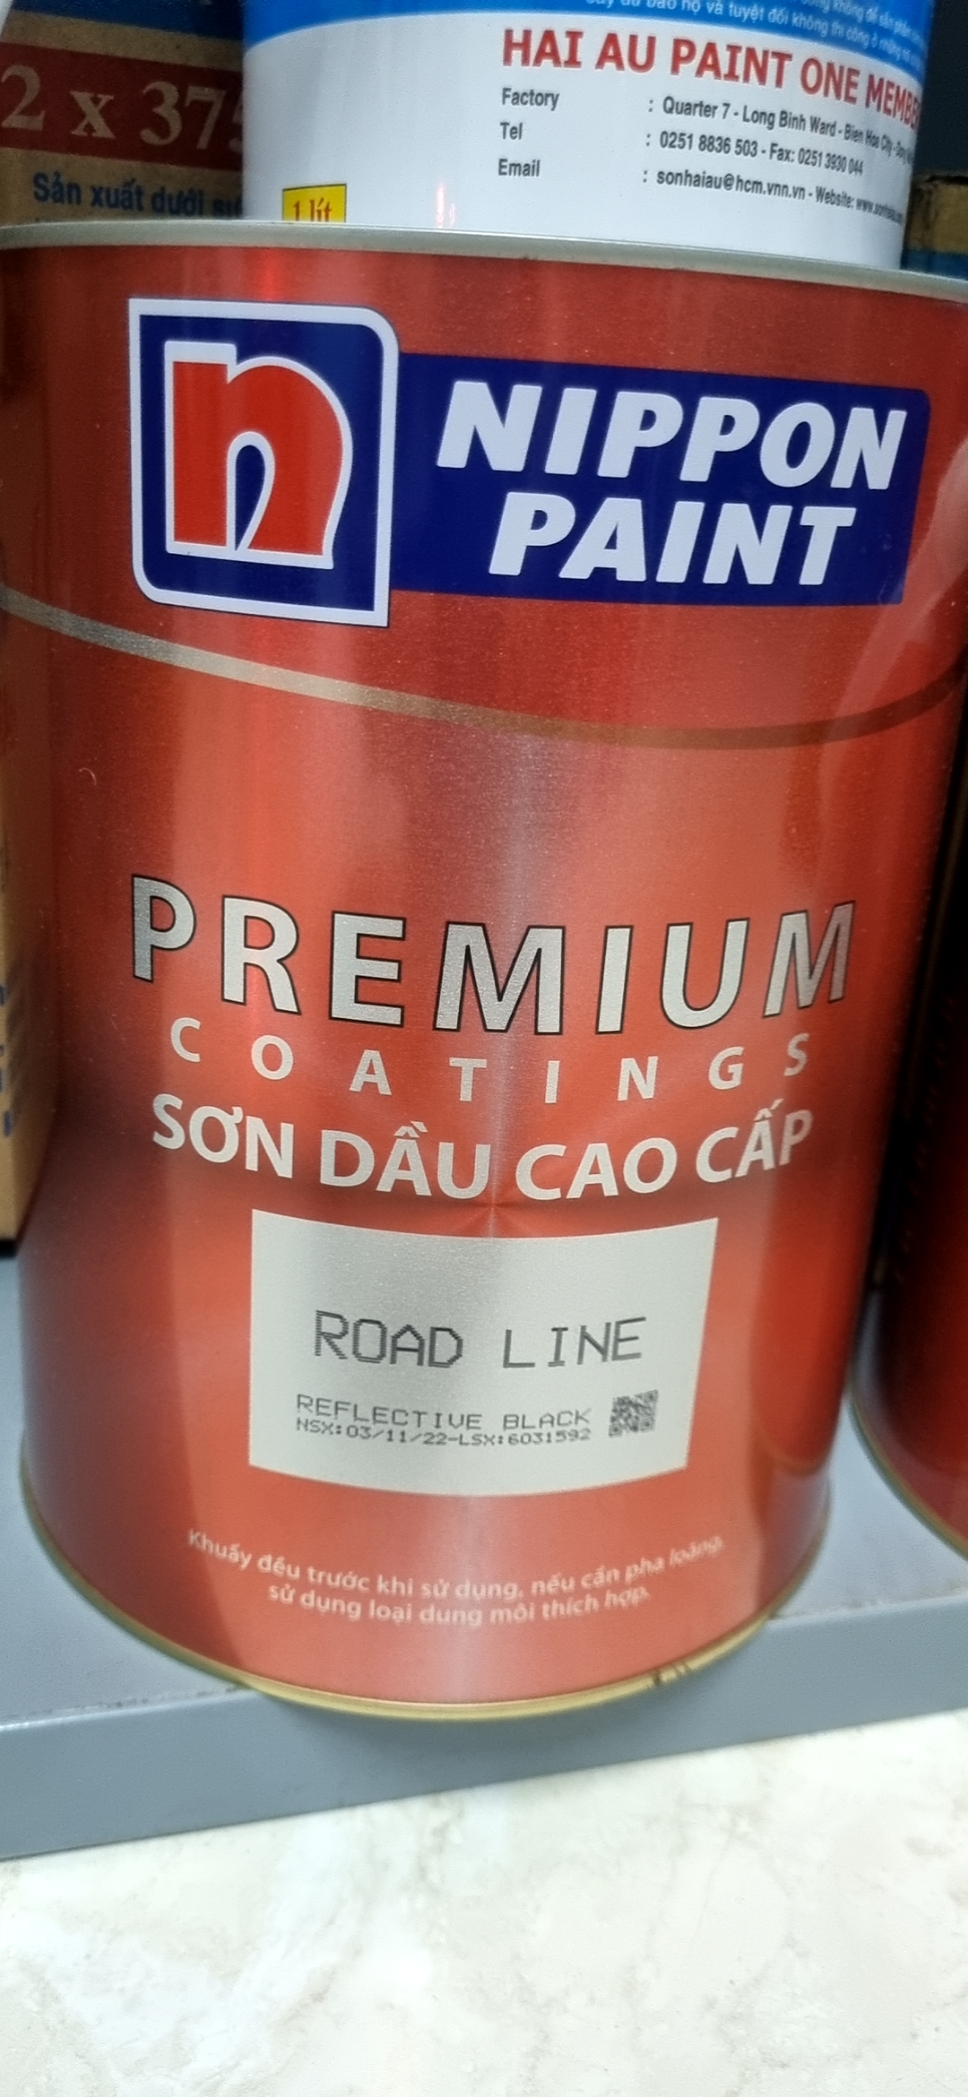 2 x 375
Sản xuất dưới
1 lít
HAI AU PAINT ONE MEMBE
Factory : Quarter 7 - Long Binh Ward - Bien Hoa City -
Tel : 0251 8836 503 - Fax: 0251 3930 044
Email : sonhaiau@hcm.vnn.vn - Website:
n
NIPPON
PAINT
PREMIUM
COATINGS
SƠN DẦU CAO CẤP
ROAD LINE
REFLECTIVE BLACK
NSX:03/11/22-LSX:6031592
Khuấy đều trước khi sử dụng, nếu cần pha loãng,
sử dụng loại dung môi thích hợp.